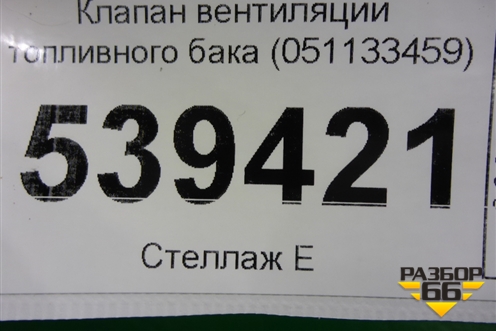 Клапан вентиляции
топливного бака (051133459)
539421
Стеллаж Е
РАЗБОР
66